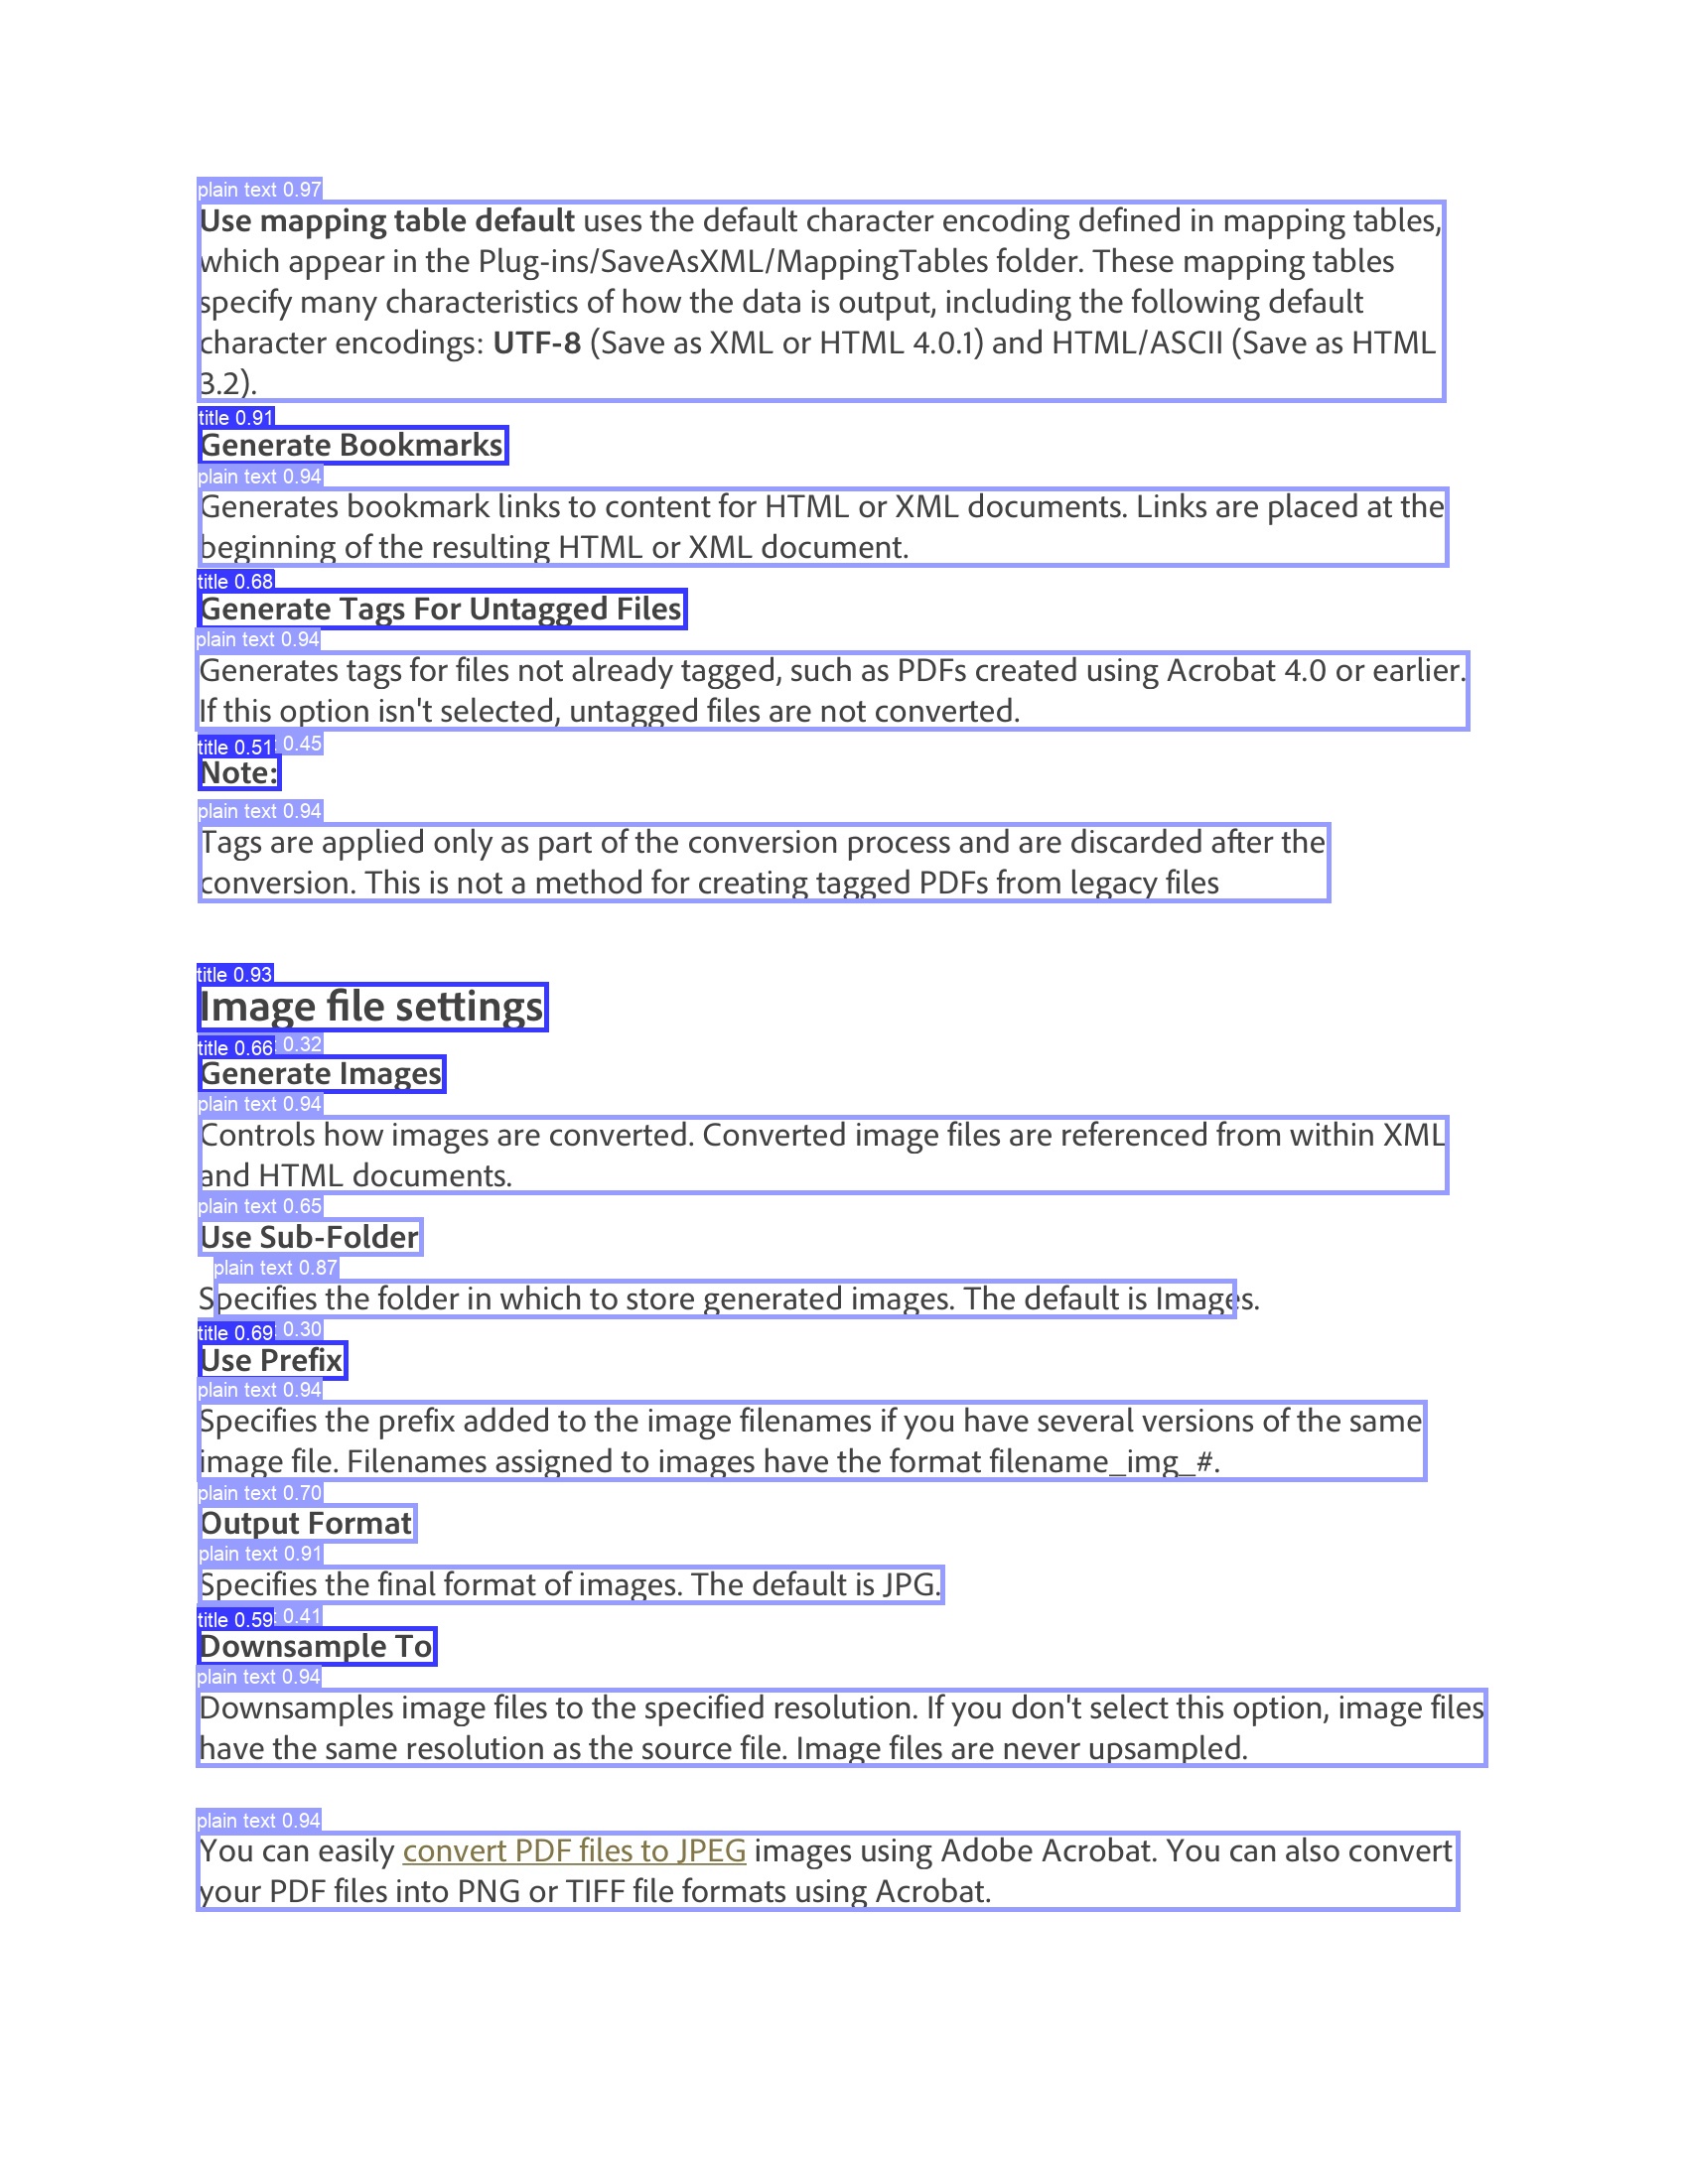 plain text 0.97
Use mapping table default uses the default character encoding defined in mapping tables,
which appear in the Plug-ins/SaveAsXML/MappingTables folder. These mapping tables
specify many characteristics of how the data is output, including the following default
character encodings: UTF-8 (Save as XML or HTML 4.0.1) and HTML/ASCII (Save as HTML
3.2).
title 0.91
Generate Bookmarks
plain text 0.94
Generates bookmark links to content for HTML or XML documents. Links are placed at the
beginning of the resulting HTML or XML document.
title 0.68
Generate Tags For Untagged Files
plain text 0.94
Generates tags for files not already tagged, such as PDFs created using Acrobat 4.0 or earlier.
If this option isn't selected, untagged files are not converted.
title 0.51 0.45
Note:
plain text 0.94
Tags are applied only as part of the conversion process and are discarded after the
conversion. This is not a method for creating tagged PDFs from legacy files
title 0.93
Image file settings
title 0.66 0.32
Generate Images
plain text 0.94
Controls how images are converted. Converted image files are referenced from within XML
and HTML documents.
plain text 0.65
Use Sub-Folder
plain text 0.87
Specifies the folder in which to store generated images. The default is Images.
title 0.69 0.30
Use Prefix
plain text 0.94
Specifies the prefix added to the image filenames if you have several versions of the same
image file. Filenames assigned to images have the format filename_img_#.
plain text 0.70
Output Format
plain text 0.91
Specifies the final format of images. The default is JPG.
title 0.59 0.41
Downsample To
plain text 0.94
Downsamples image files to the specified resolution. If you don't select this option, image files
have the same resolution as the source file. Image files are never upsampled.
plain text 0.94
You can easily convert PDF files to JPEG images using Adobe Acrobat. You can also convert
your PDF files into PNG or TIFF file formats using Acrobat.